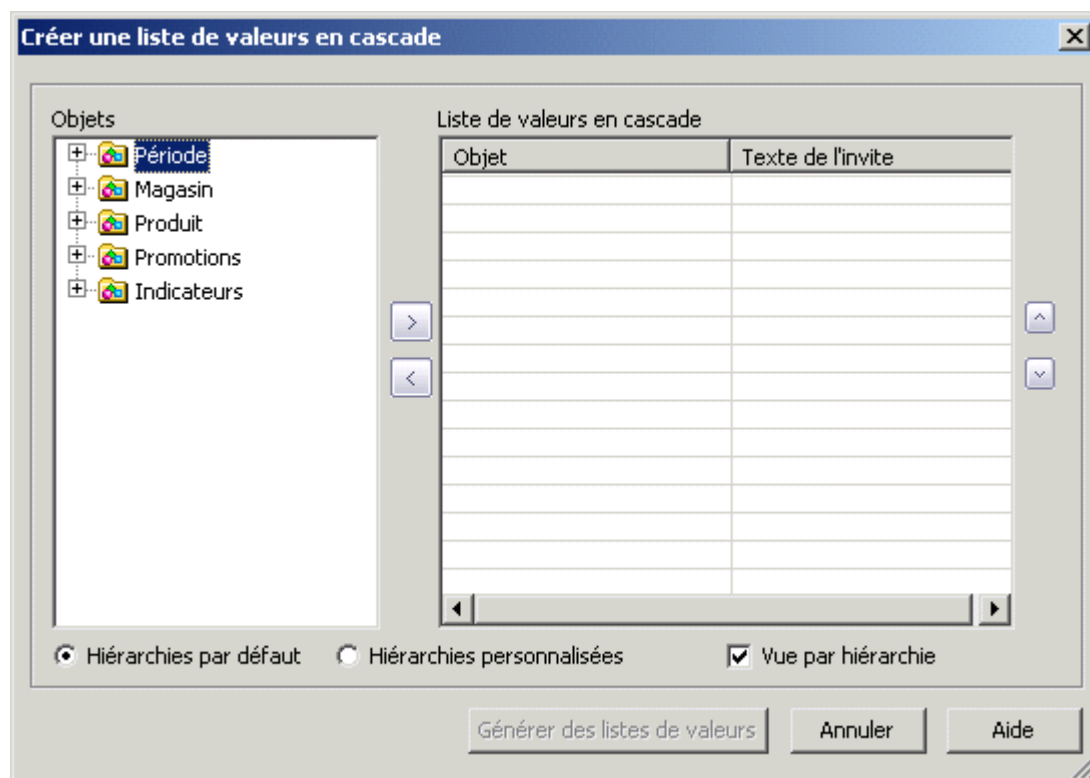 Créer une liste de valeurs en cascade
Objets
Liste de valeurs en cascade
Période
Magasin
Produit
Promotions
Indicateurs
Objet Texte de l'invite
Hiérarchies par défaut Hiérarchies personnalisées Vue par hiérarchie
Générer des listes de valeurs Annuler Aide